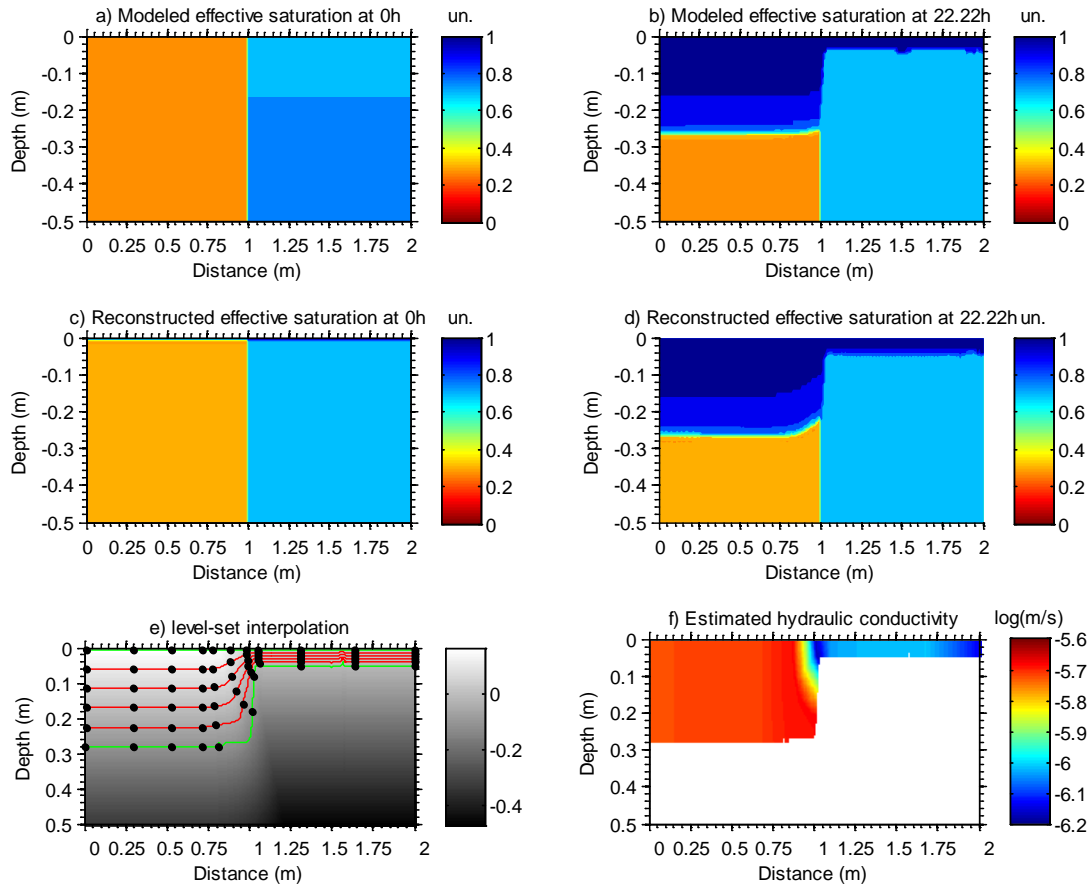 a) Modeled effective saturation at 0h un.
b) Modeled effective saturation at 22.22h un.
0
-0.1
-0.2
-0.3
-0.4
-0.5
Depth (m)
0 0.25 0.5 0.75 1 1.25 1.5 1.75 2
Distance (m)
1
0.8
0.6
0.4
0.2
0
0
-0.1
-0.2
-0.3
-0.4
-0.5
Depth (m)
0 0.25 0.5 0.75 1 1.25 1.5 1.75 2
Distance (m)
1
0.8
0.6
0.4
0.2
0
c) Reconstructed effective saturation at 0h un.
d) Reconstructed effective saturation at 22.22h un.
0
-0.1
-0.2
-0.3
-0.4
-0.5
Depth (m)
0 0.25 0.5 0.75 1 1.25 1.5 1.75 2
Distance (m)
1
0.8
0.6
0.4
0.2
0
0
-0.1
-0.2
-0.3
-0.4
-0.5
Depth (m)
0 0.25 0.5 0.75 1 1.25 1.5 1.75 2
Distance (m)
1
0.8
0.6
0.4
0.2
0
e) level-set interpolation
f) Estimated hydraulic conductivity log(m/s)
0
0.1
0.2
0.3
0.4
0.5
Depth (m)
0 0.25 0.5 0.75 1 1.25 1.5 1.75 2
Distance (m)
0
-0.2
-0.4
0
0.1
0.2
0.3
0.4
0.5
Depth (m)
0 0.25 0.5 0.75 1 1.25 1.5 1.75 2
Distance (m)
-5.6
-5.7
-5.8
-5.9
-6
-6.1
-6.2